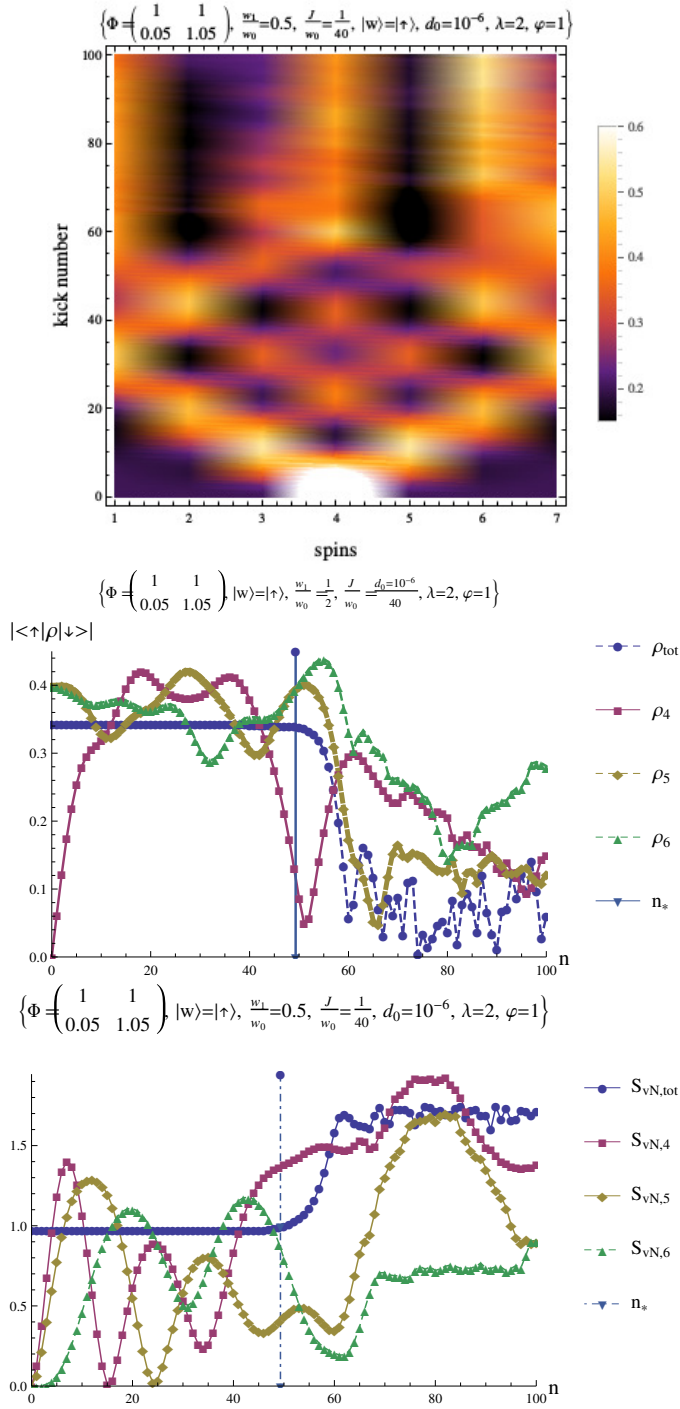 {Φ=(1 1
0.05 1.05), w1/w0=0.5, J/w0=1/40, |w⟩=|↑⟩, d0=10^-6, λ=2, φ=1}
100
80
60
40
20
0
kick number
1 2 3 4 5 6 7
spins
0.6
0.5
0.4
0.3
0.2
{Φ=(1 1
0.05 1.05), |w⟩=|↑⟩, w1/w0=1/2, J/w0=d0=10^-6/40, λ=2, φ=1}
|<↑|ρ|↓>|
0.4
0.3
0.2
0.1
0.0
20 40 60 80 100 n
ρtot
ρ4
ρ5
ρ6
n*
{Φ=(1 1
0.05 1.05), |w⟩=|↑⟩, w1/w0=0.5, J/w0=1/40, d0=10^-6, λ=2, φ=1}
1.5
1.0
0.5
0.0
0 20 40 60 80 100 n
SvN,tot
SvN,4
SvN,5
SvN,6
n*